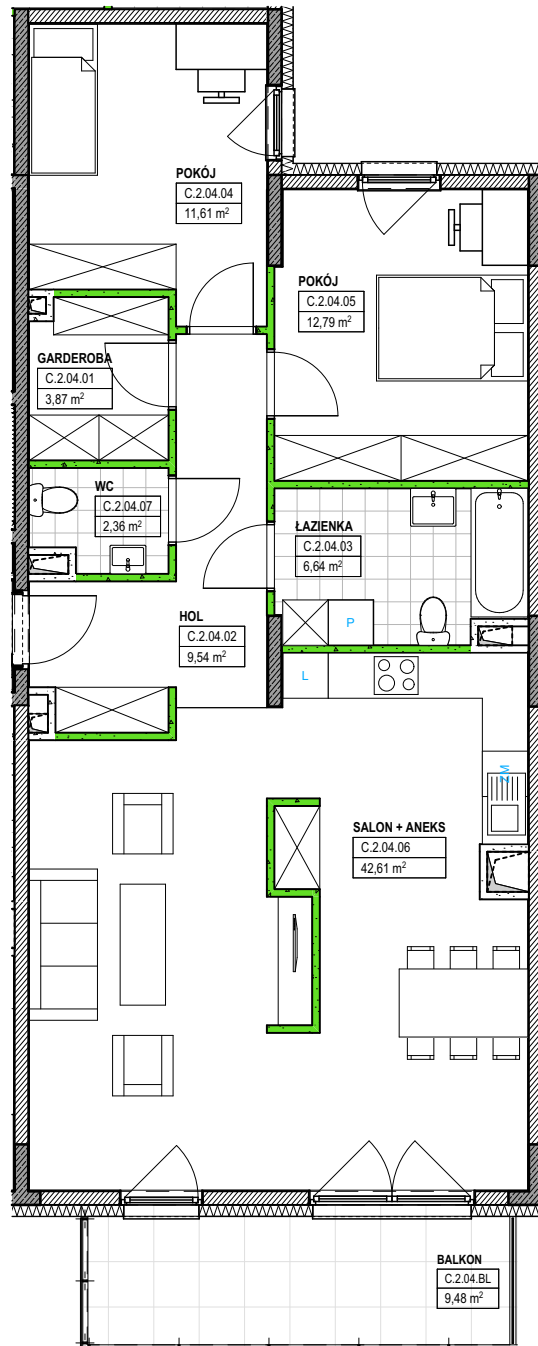 POKÓJ
C.2.04.04
11,61 m²
POKÓJ
C.2.04.05
12,79 m²
GARDEROBA
C.2.04.01
3,87 m²
WC
C.2.04.07
2,36 m²
ŁAZIENKA
C.2.04.03
6,64 m²
P
HOL
C.2.04.02
9,54 m²
L
ZM
SALON + ANEKS
C.2.04.06
42,61 m²
BALKON
C.2.04.BL
9,48 m²